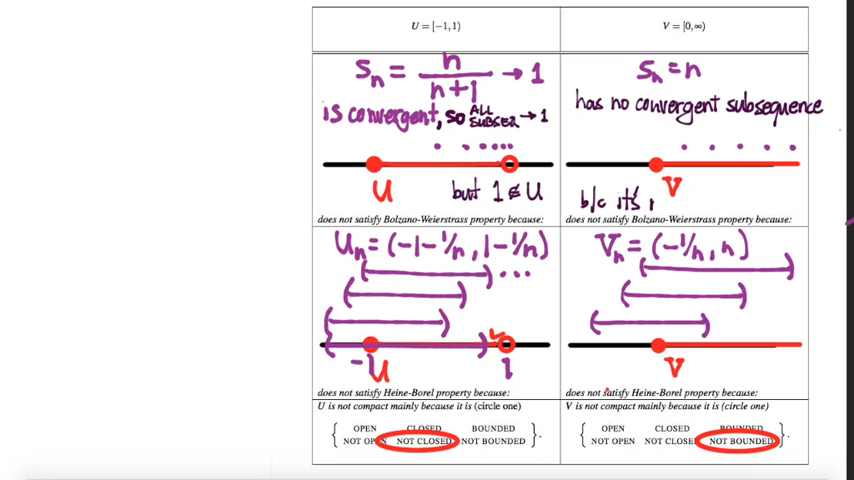 U = [−1, 1)
V = [0, ∞)
Sn = n/n+1 → 1
is convergent, so ALL SUBSEQ → 1
U
but 1 ∉ U
does not satisfy Bolzano-Weierstrass property because:
Sn = n
has no convergent subsequence
V
b/c it's
does not satisfy Bolzano-Weierstrass property because:
Un = (-1-1/n, 1-1/n)
...
-1
U
1
does not satisfy Heine-Borel property because:
Vn = (-1/n, n)
V
does not satisfy Heine-Borel property because:
U is not compact mainly because it is (circle one)
OPEN CLOSED BOUNDED
NOT OPEN NOT CLOSED NOT BOUNDED
V is not compact mainly because it is (circle one)
OPEN CLOSED BOUNDED
NOT OPEN NOT CLOSED NOT BOUNDED